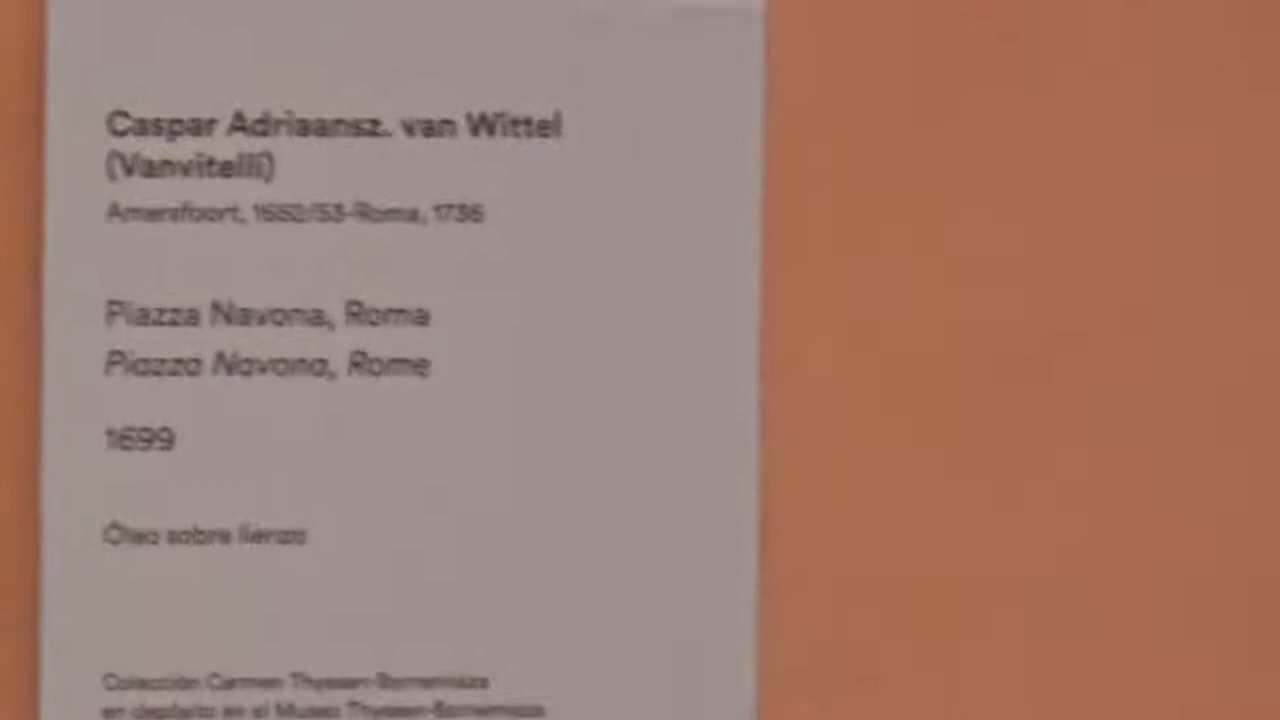 Caspar Adriaansz. van Wittel
(Vanvitelli)
Amersfoort, 1652/53-Roma, 1736
Piazza Navona, Roma
Piazza Navona, Rome
1699
Óleo sobre lienzo
Colección Carmen Thyssen-Bornemisza
en depósito en el Museo Thyssen-Bornemisza